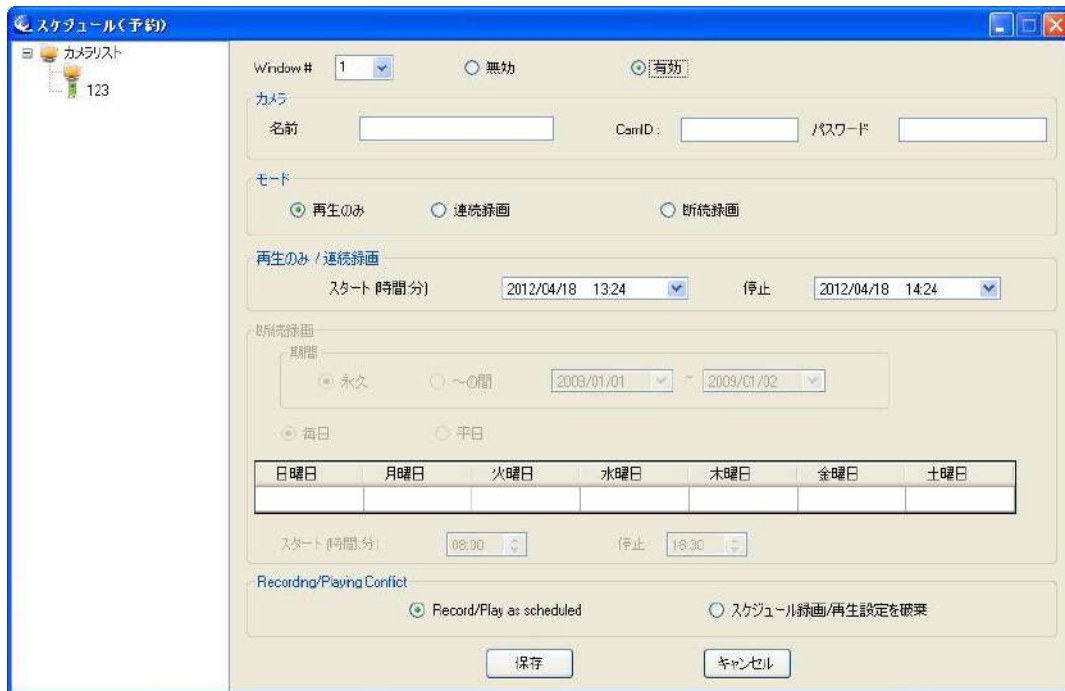 スケジュール(予約)
カメラリスト
123
Window # 1 無効 有効
カメラ
名前 CamID : パスワード
モード
再生のみ 連続録画 断続録画
再生のみ / 連続録画
スタート (時間:分) 2012/04/18 13:24 停止 2012/04/18 14:24
断続録画
期間
永久 ～の間 2009/01/01 ~ 2009/01/02
毎日 平日
日曜日 月曜日 火曜日 水曜日 木曜日 金曜日 土曜日
スタート (時間:分) 08:00 停止 18:30
Recording/Playing Conflict
Record/Play as scheduled スケジュール録画/再生設定を破棄
保存 キャンセル